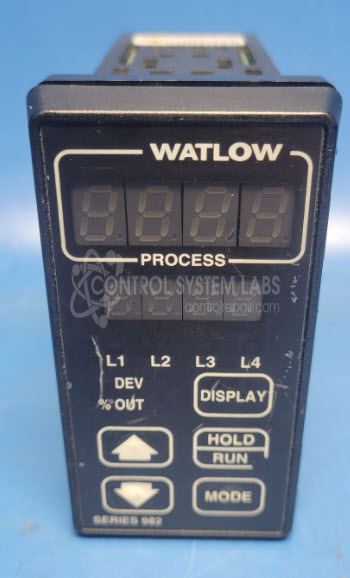 WATLOW
PROCESS
CONTROL SYSTEM LABS
controlrepair.com
L1 L2 L3 L4
DEV
% OUT
DISPLAY
HOLD
RUN
MODE
SERIES 982